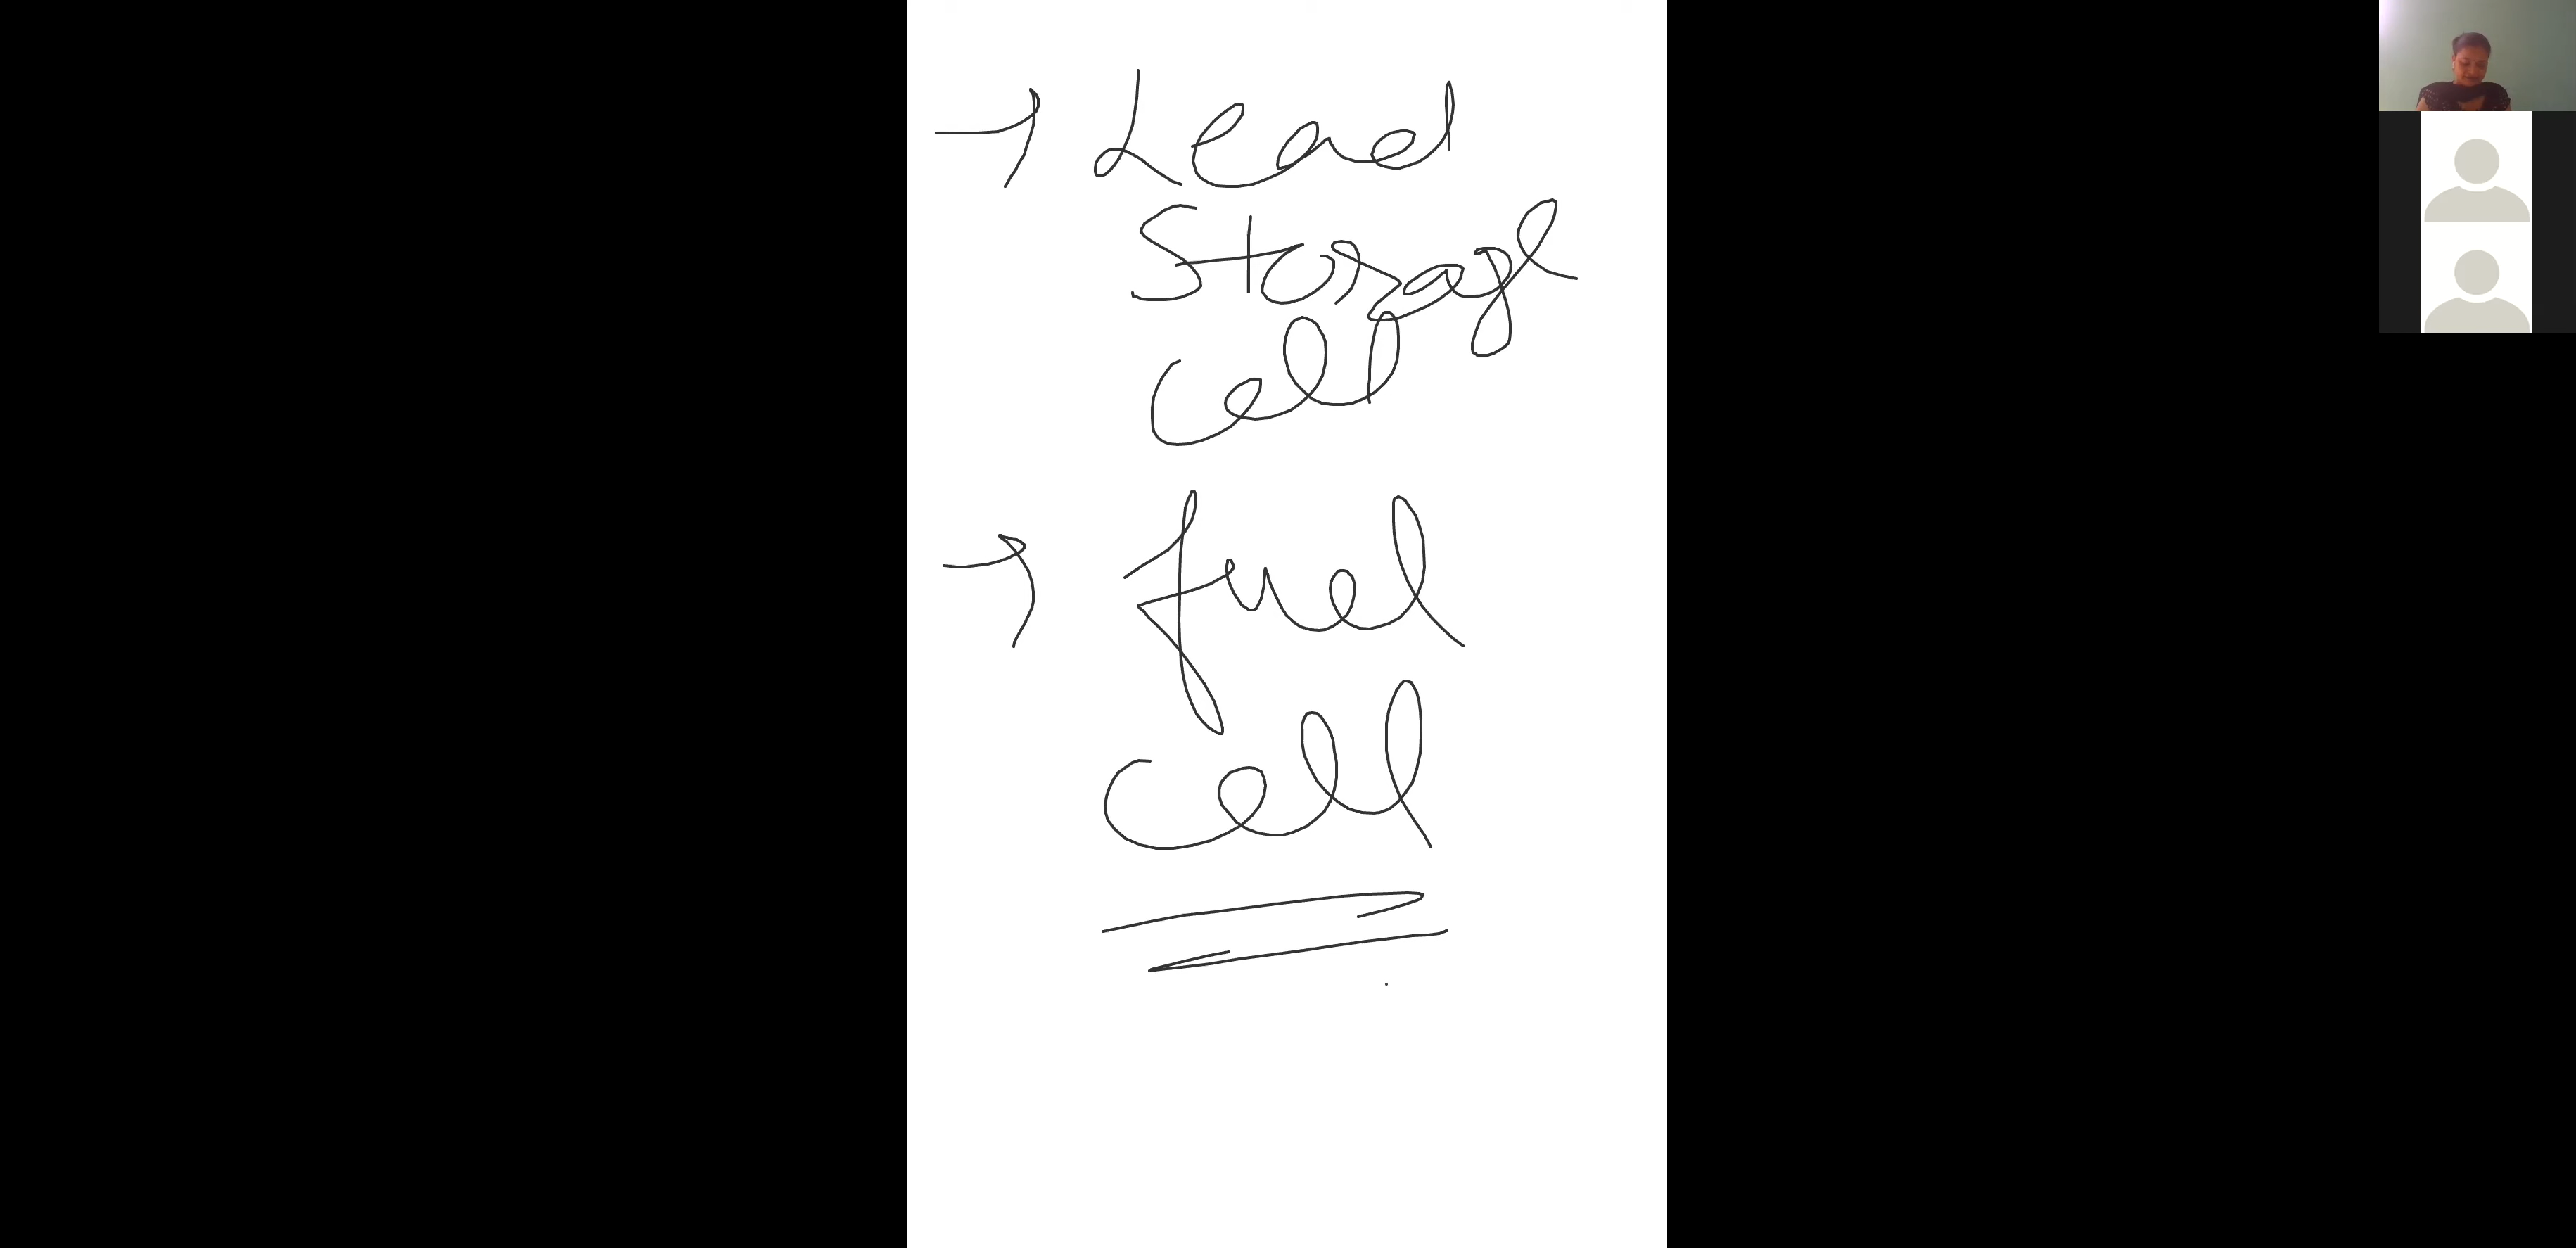 → Lead
Storage
Cell
→ fuel
cell